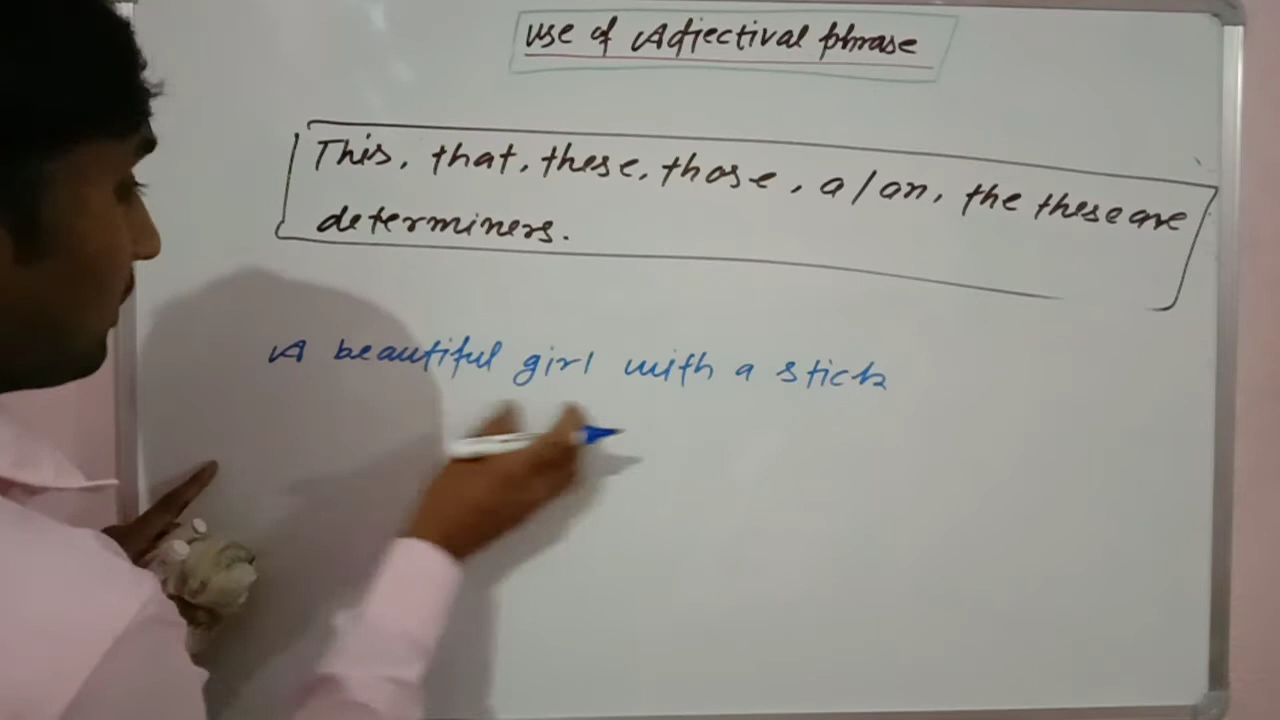 Use of Adjectival phrase
This, that, these, those, a/an, the these are
determiners.
A beautiful girl with a stick